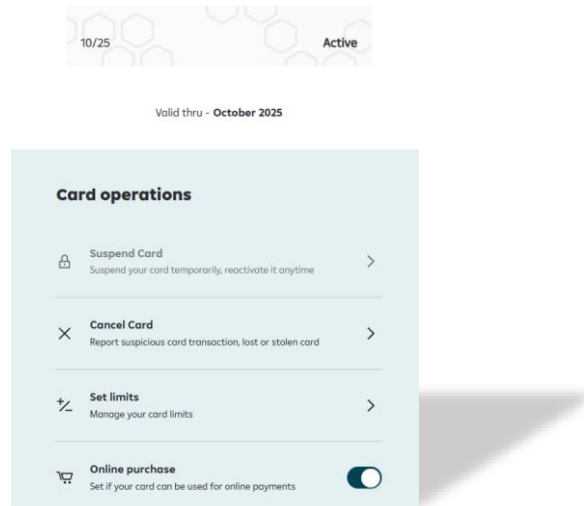 10/25 Active
Valid thru - October 2025
Card operations
Suspend Card
Suspend your card temporarily, reactivate it anytime
Cancel Card
Report suspicious card transaction, lost or stolen card
Set limits
Manage your card limits
Online purchase
Set if your card can be used for online payments